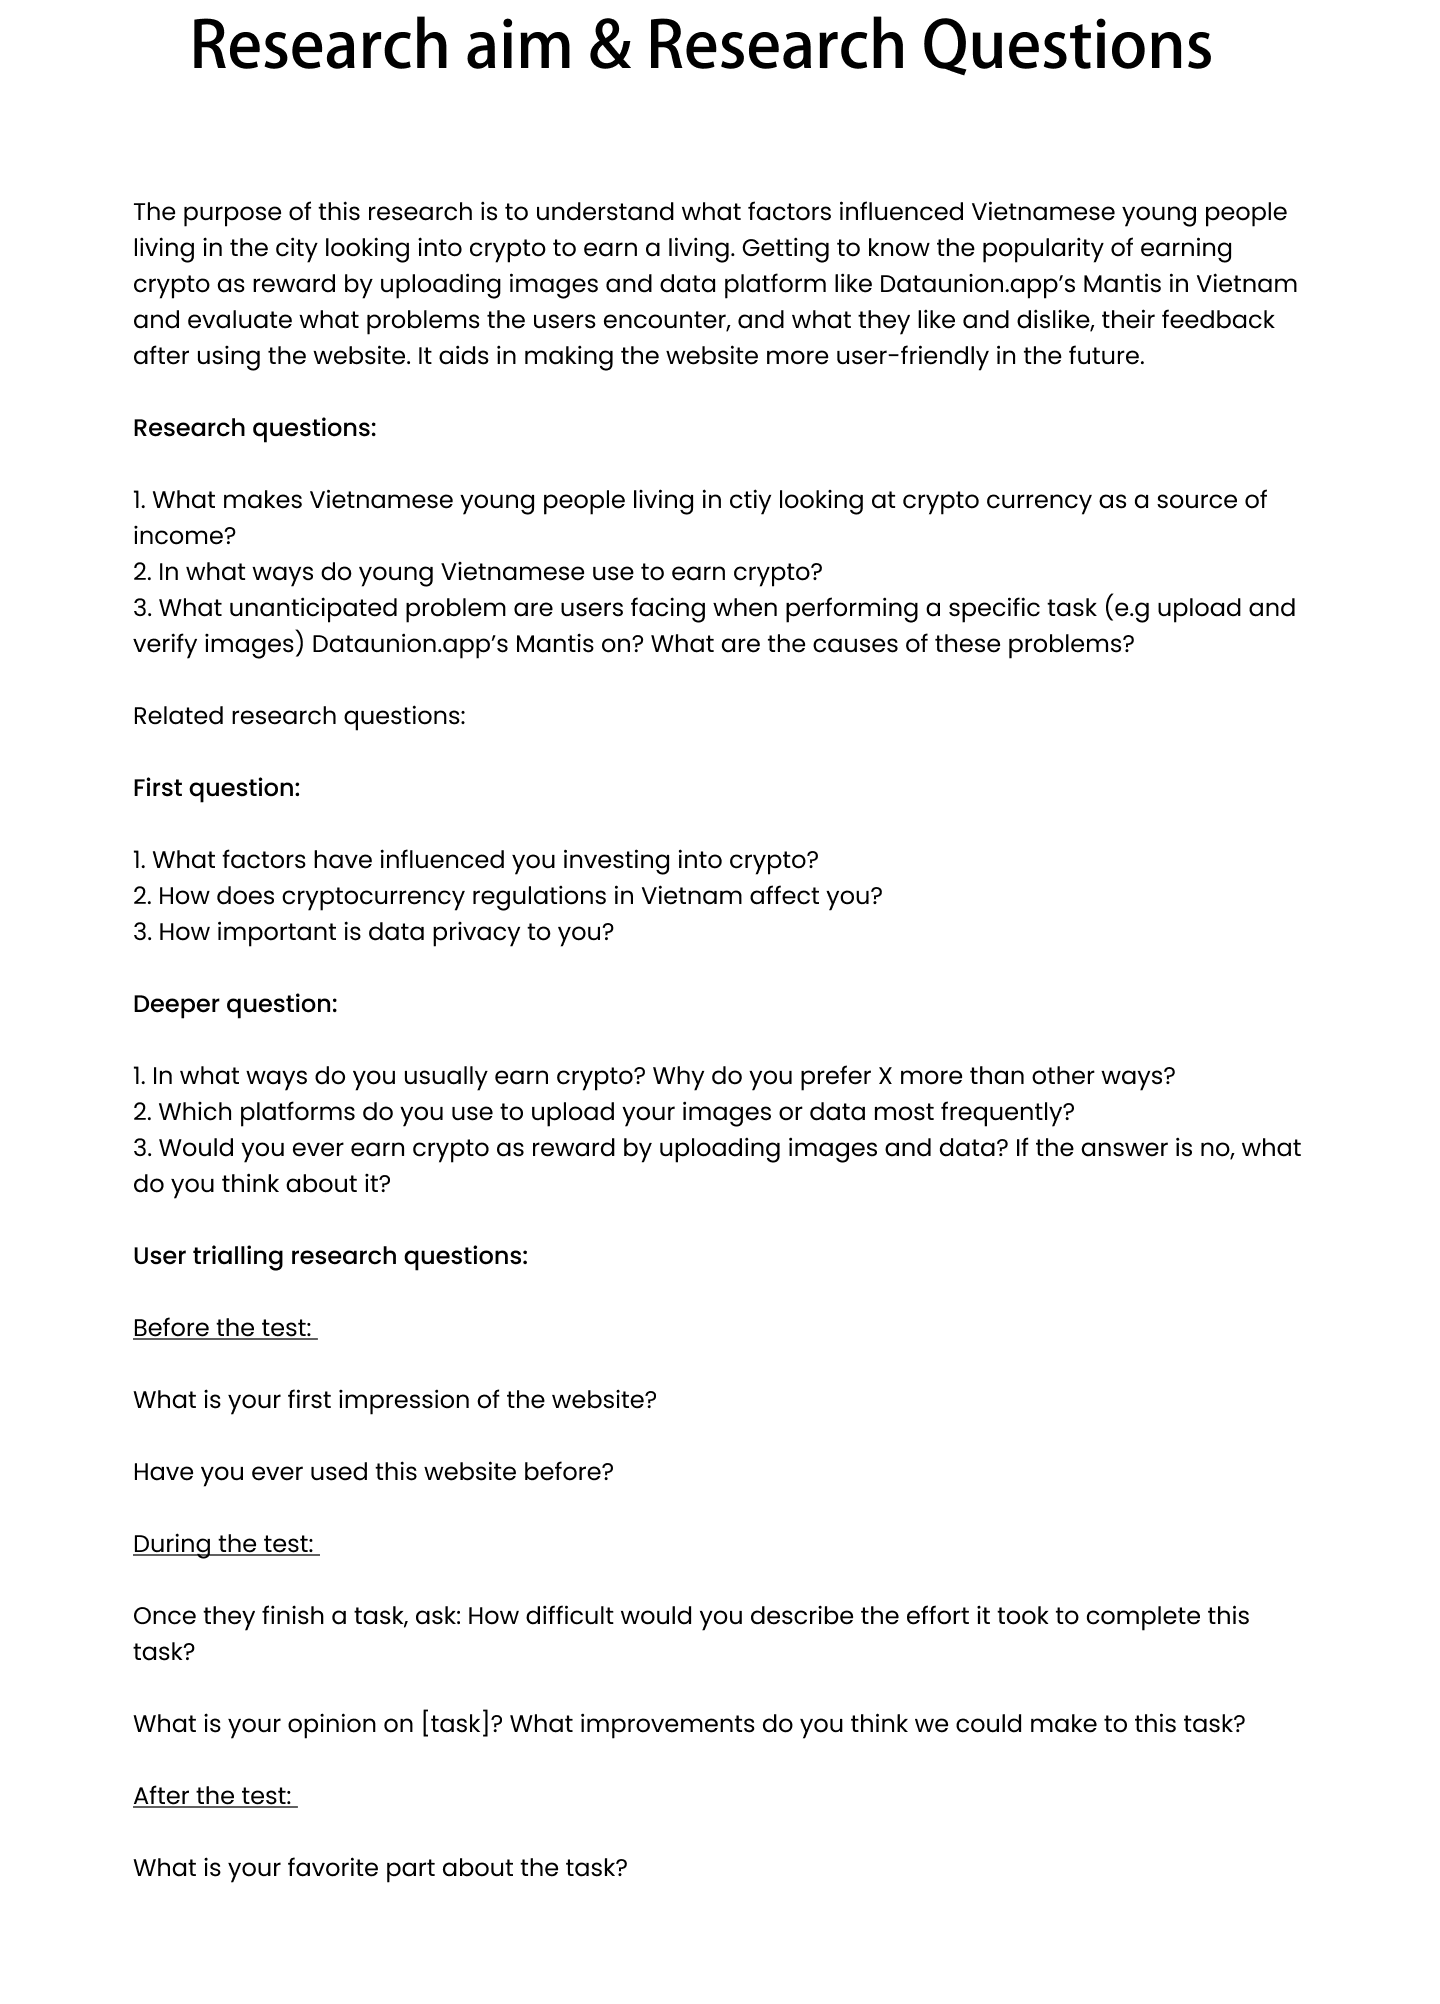 Research aim & Research Questions
The purpose of this research is to understand what factors influenced Vietnamese young people
living in the city looking into crypto to earn a living. Getting to know the popularity of earning
crypto as reward by uploading images and data platform like Dataunion.app’s Mantis in Vietnam
and evaluate what problems the users encounter, and what they like and dislike, their feedback
after using the website. It aids in making the website more user-friendly in the future.
Research questions:
1. What makes Vietnamese young people living in ctiy looking at crypto currency as a source of
income?
2. In what ways do young Vietnamese use to earn crypto?
3. What unanticipated problem are users facing when performing a specific task (e.g upload and
verify images) Dataunion.app’s Mantis on? What are the causes of these problems?
Related research questions:
First question:
1. What factors have influenced you investing into crypto?
2. How does cryptocurrency regulations in Vietnam affect you?
3. How important is data privacy to you?
Deeper question:
1. In what ways do you usually earn crypto? Why do you prefer X more than other ways?
2. Which platforms do you use to upload your images or data most frequently?
3. Would you ever earn crypto as reward by uploading images and data? If the answer is no, what
do you think about it?
User trialling research questions:
Before the test:
What is your first impression of the website?
Have you ever used this website before?
During the test:
Once they finish a task, ask: How difficult would you describe the effort it took to complete this
task?
What is your opinion on [task]? What improvements do you think we could make to this task?
After the test:
What is your favorite part about the task?